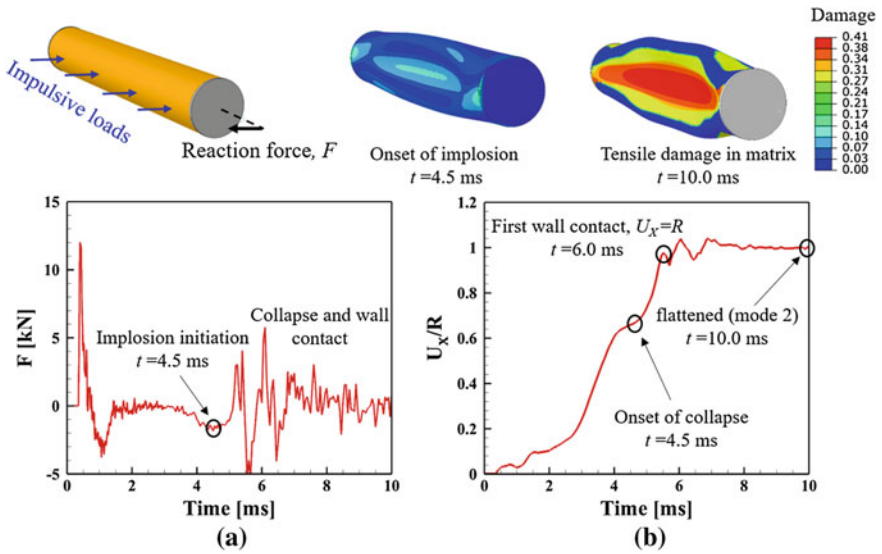 Damage
0.41
0.38
0.34
0.31
0.27
0.24
0.21
0.17
0.14
0.10
0.07
0.03
0.00
Impulsive loads
Reaction force, F
Onset of implosion
t =4.5 ms
Tensile damage in matrix
t =10.0 ms
15
10
5
0
-5
F [kN]
Implosion initiation
t =4.5 ms
Collapse and wall
contact
0
2
4
6
8
10
Time [ms]
(a)
1.2
1
0.8
0.6
0.4
0.2
0
Ux/R
First wall contact, UX=R
t =6.0 ms
flattened (mode 2)
t =10.0 ms
Onset of collapse
t =4.5 ms
0
2
4
6
8
10
Time [ms]
(b)